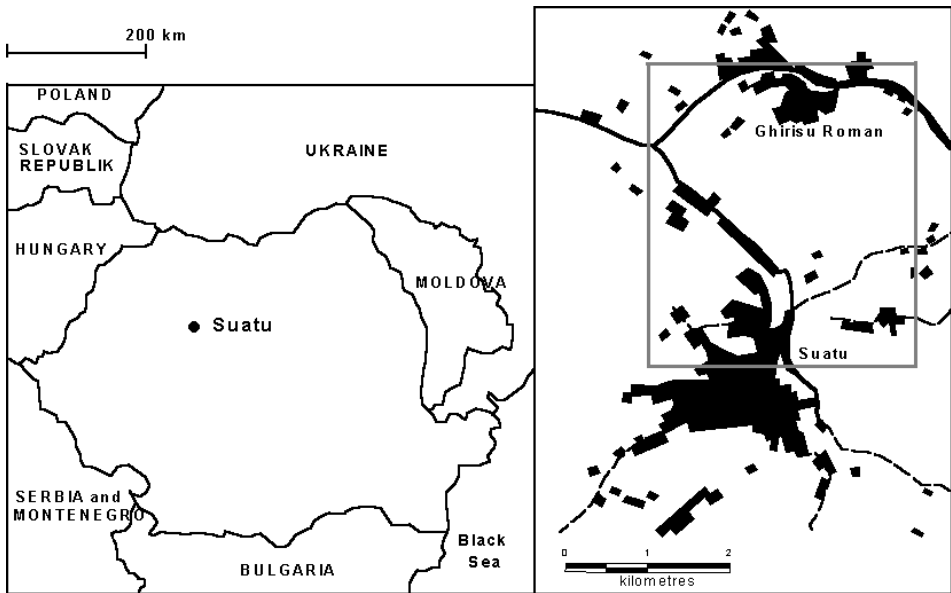 200 km
POLAND
SLOVAK
REPUBLIK
UKRAINE
HUNGARY
MOLDOVA
Suatu
SERBIA and
MONTENEGRO
BULGARIA
Black
Sea
Ghirisu Roman
Suatu
0 1 2
kilometres